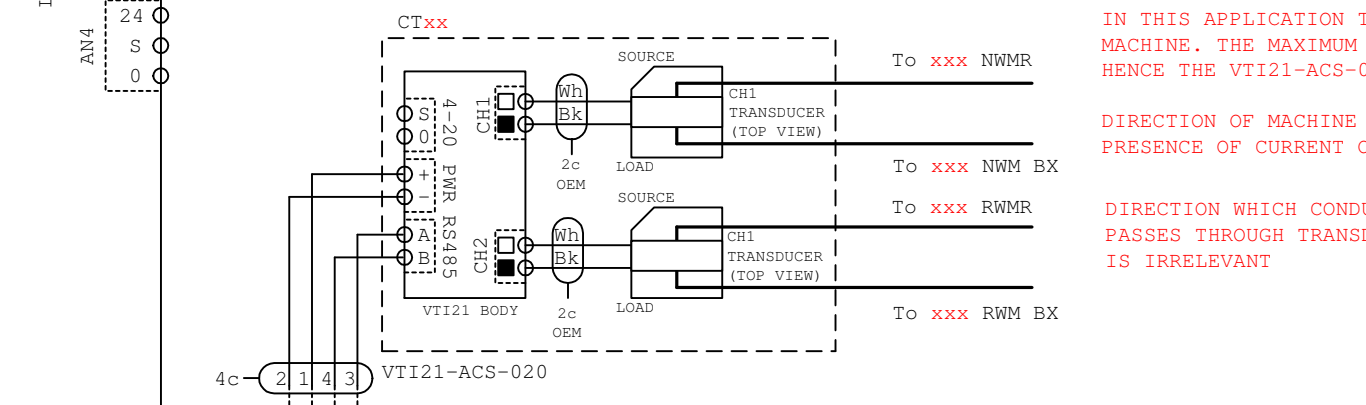 AN4
24
S
0
CTxx
SOURCE
CH1
TRANSDUCER
(TOP VIEW)
LOAD
To xxx NWMR
To xxx NWM BX
S
0
4-20
+
-
PWR
A
B
RS485
CH1
Wh
Bk
2c
OEM
CH2
Wh
Bk
2c
OEM
VTI21 BODY
SOURCE
CH1
TRANSDUCER
(TOP VIEW)
LOAD
To xxx RWMR
To xxx RWM BX
VTI21-ACS-020
4c
2 1 4 3
IN THIS APPLICATION
MACHINE. THE MAXIMUM
HENCE THE VTI21-ACS-0
DIRECTION OF MACHINE
PRESENCE OF CURRENT
DIRECTION WHICH
PASSES THROUGH
IS IRRELEVANT